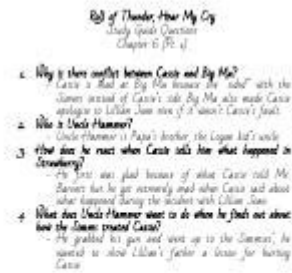 Roll of Thunder, Hear My Cry
Study Guide Questions
Chapter 6 (Pt. 1)
1. Why is there conflict between Cassie and Big Ma?
- Cassie is mad at Big Ma because she "sided" with the
Simms instead of Cassie's side. Big Ma also made Cassie
apologize to Lillian Jean even if it wasn't Cassie's fault.
2. Who is Uncle Hammer?
- Uncle Hammer is Papa's brother, the Logan kid's uncle
3. How does he react when Cassie tells him what happened in
Strawberry?
- He first was glad because of what Cassie told Mr.
Barnett but he got extremely mad when Cassie said about
what happened during the incident with Lillian Jean
4. What does Uncle Hammer want to do when he finds out about
how the Simms treated Cassie?
- He grabbed his gun and went up to the Simmses', he
wanted to show Lillian's father a lesson for hurting
Cassie